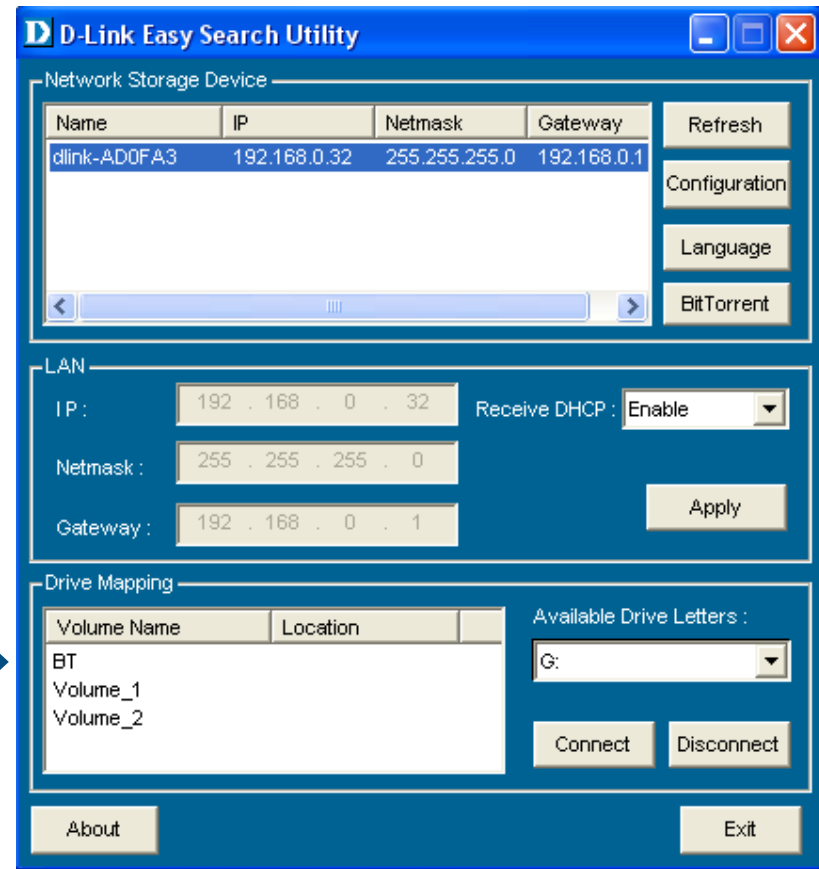 D D-Link Easy Search Utility
Network Storage Device
Name IP Netmask Gateway
dlink-AD0FA3 192.168.0.32 255.255.255.0 192.168.0.1
Refresh
Configuration
Language
BitTorrent
LAN
IP : 192 . 168 . 0 . 32 Receive DHCP : Enable
Netmask : 255 . 255 . 255 . 0
Gateway : 192 . 168 . 0 . 1
Apply
Drive Mapping
Volume Name Location
BT
Volume_1
Volume_2
Available Drive Letters :
G:
Connect Disconnect
About Exit